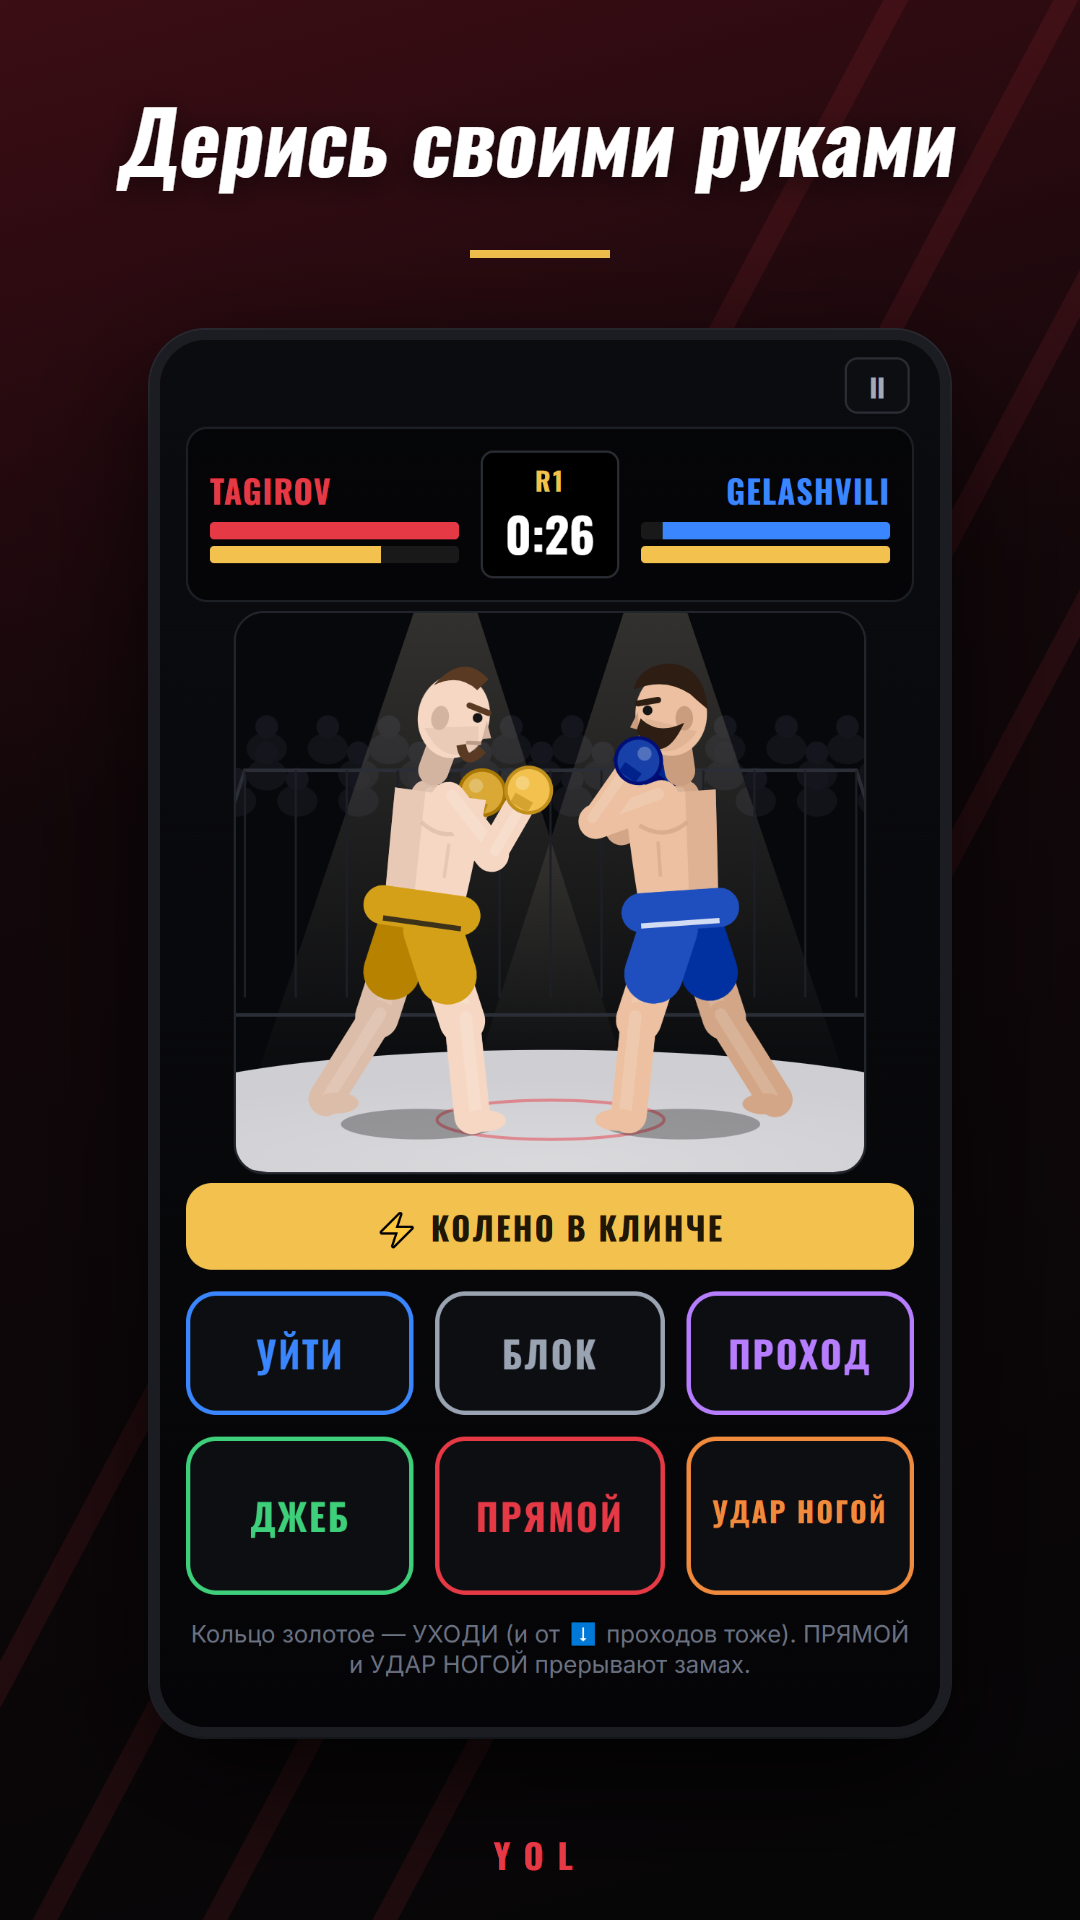 Дерись своими руками
TAGIROV
R1
0:26
GELASHVILI
КОЛЕНО В КЛИНЧЕ
УЙТИ
БЛОК
ПРОХОД
ДЖЕБ
ПРЯМОЙ
УДАР НОГОЙ
Кольцо золотое — УХОДИ (и от ⬇️ проходов тоже). ПРЯМОЙ
и УДАР НОГОЙ прерывают замах.
YOL